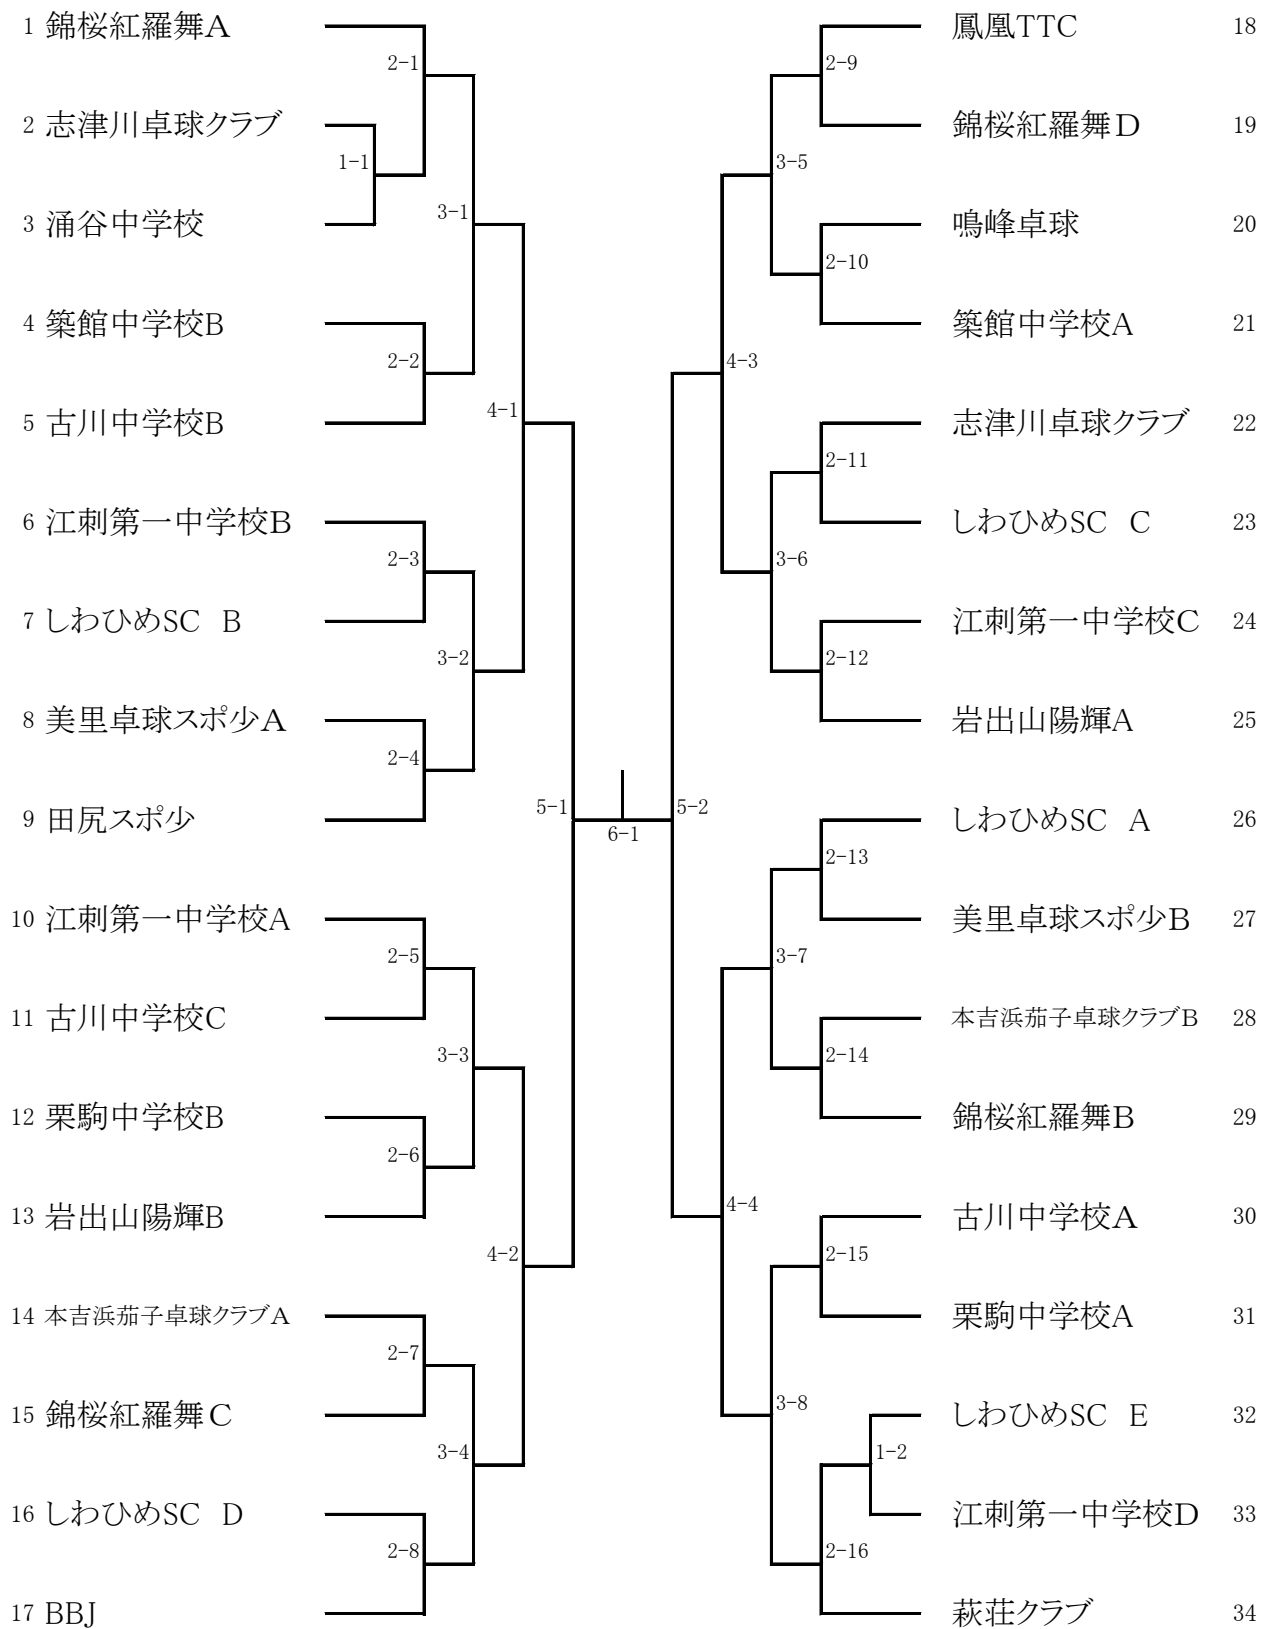 1 錦桜紅羅舞A
2-1
2 志津川卓球クラブ
1-1
3 涌谷中学校
3-1
4 築館中学校B
2-2
5 古川中学校B
4-1
6 江刺第一中学校B
2-3
7 しわひめSC B
3-2
8 美里卓球スポ少A
2-4
9 田尻スポ少
5-1
6-1
10 江刺第一中学校A
2-5
11 古川中学校C
3-3
12 栗駒中学校B
2-6
13 岩出山陽輝B
4-2
14 本吉浜茄子卓球クラブA
2-7
15 錦桜紅羅舞C
3-4
16 しわひめSC D
2-8
17 BBJ
鳳凰TTC 18
2-9
錦桜紅羅舞D 19
3-5
鳴峰卓球 20
2-10
築館中学校A 21
4-3
志津川卓球クラブ 22
2-11
しわひめSC C 23
3-6
江刺第一中学校C 24
2-12
岩出山陽輝A 25
5-2
しわひめSC A 26
2-13
美里卓球スポ少B 27
3-7
本吉浜茄子卓球クラブB 28
2-14
錦桜紅羅舞B 29
4-4
古川中学校A 30
2-15
栗駒中学校A 31
3-8
しわひめSC E 32
1-2
江刺第一中学校D 33
2-16
萩荘クラブ 34